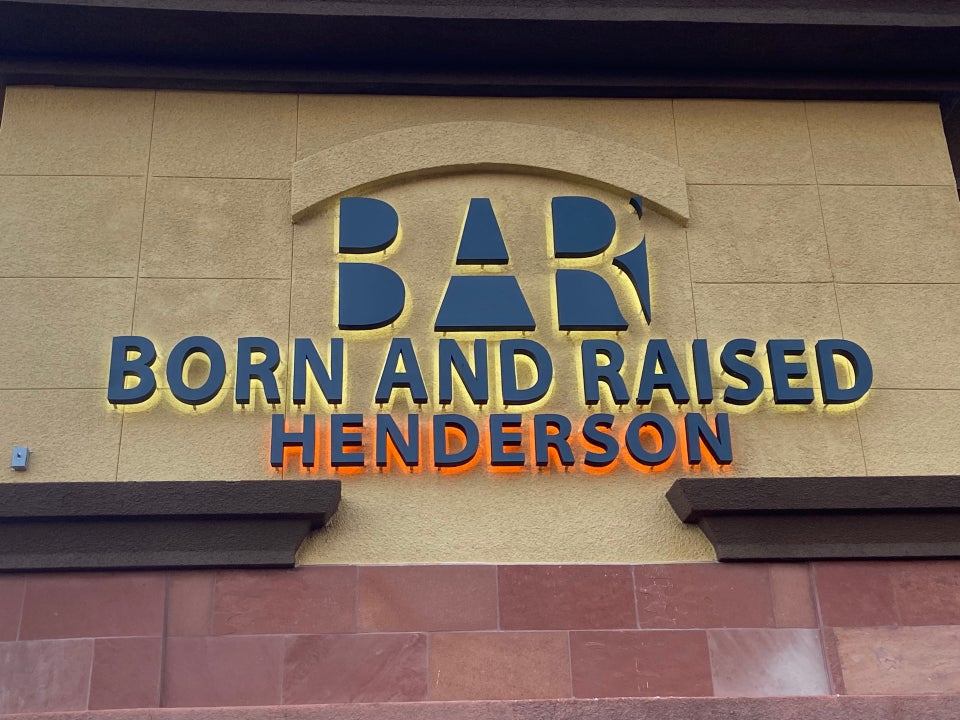 BAR
BORN AND RAISED
HENDERSON